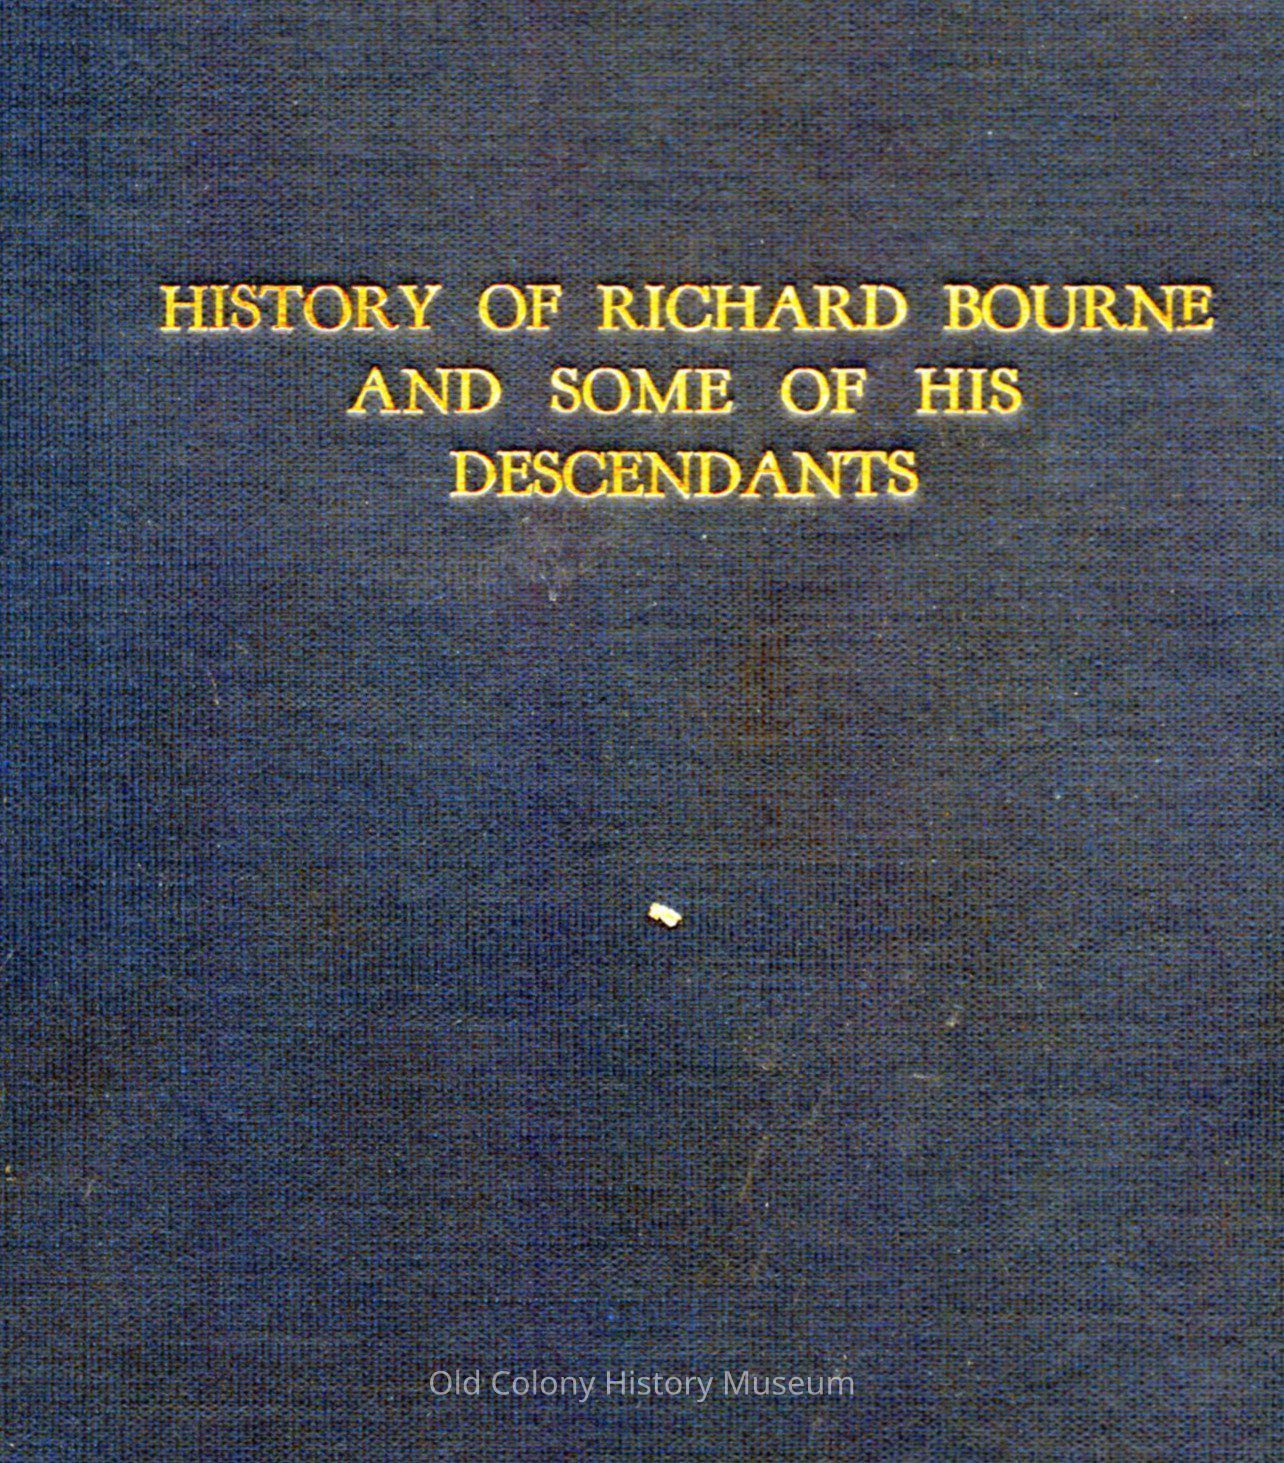 HISTORY OF RICHARD BOURNE
AND SOME OF HIS
DESCENDANTS
Old Colony History Museum